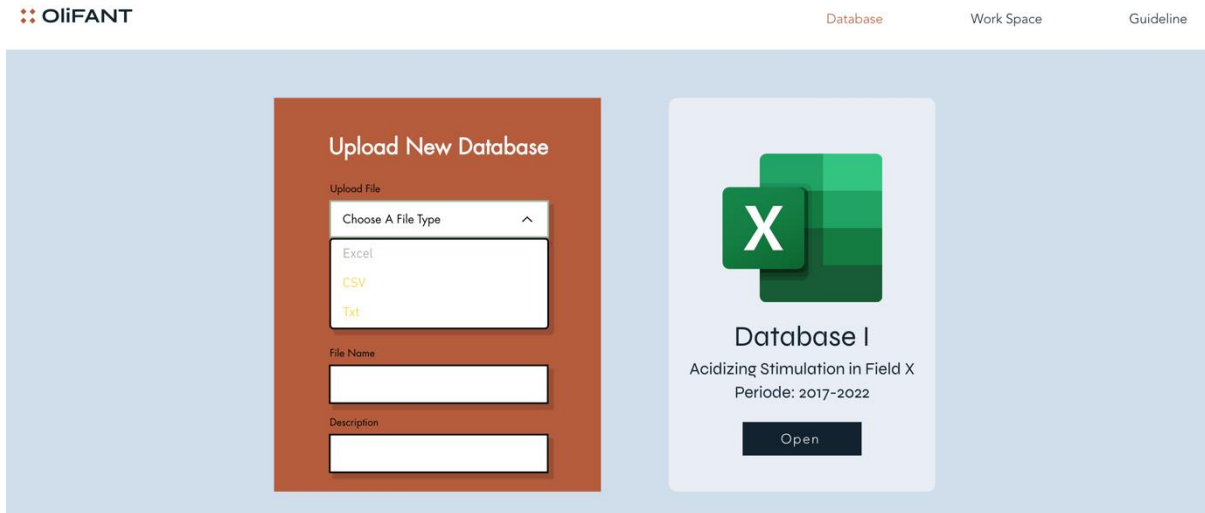 OliFANT
Database
Work Space
Guideline
Upload New Database
Upload File
Choose A File Type
Excel
CSV
Txt
File Name
Description
X
Database I
Acidizing Stimulation in Field X
Periode: 2017-2022
Open